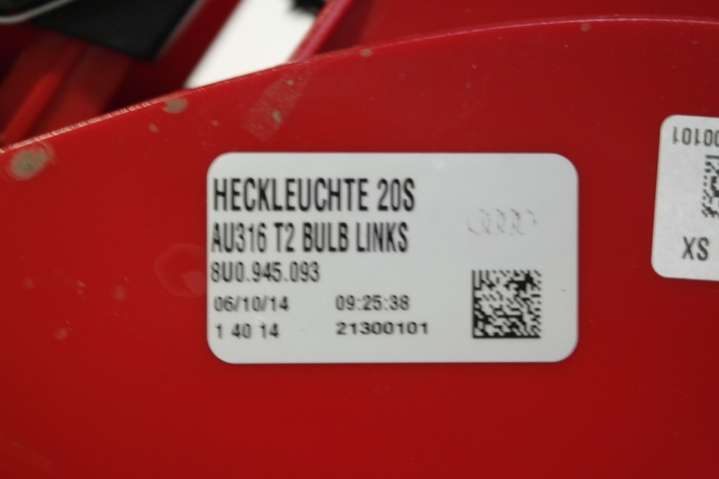 HECKLEUCHTE 20S
AU316 T2 BULB LINKS
8U0.945.093
06/10/14 09:25:38
1 40 14 21300101
00101
XS